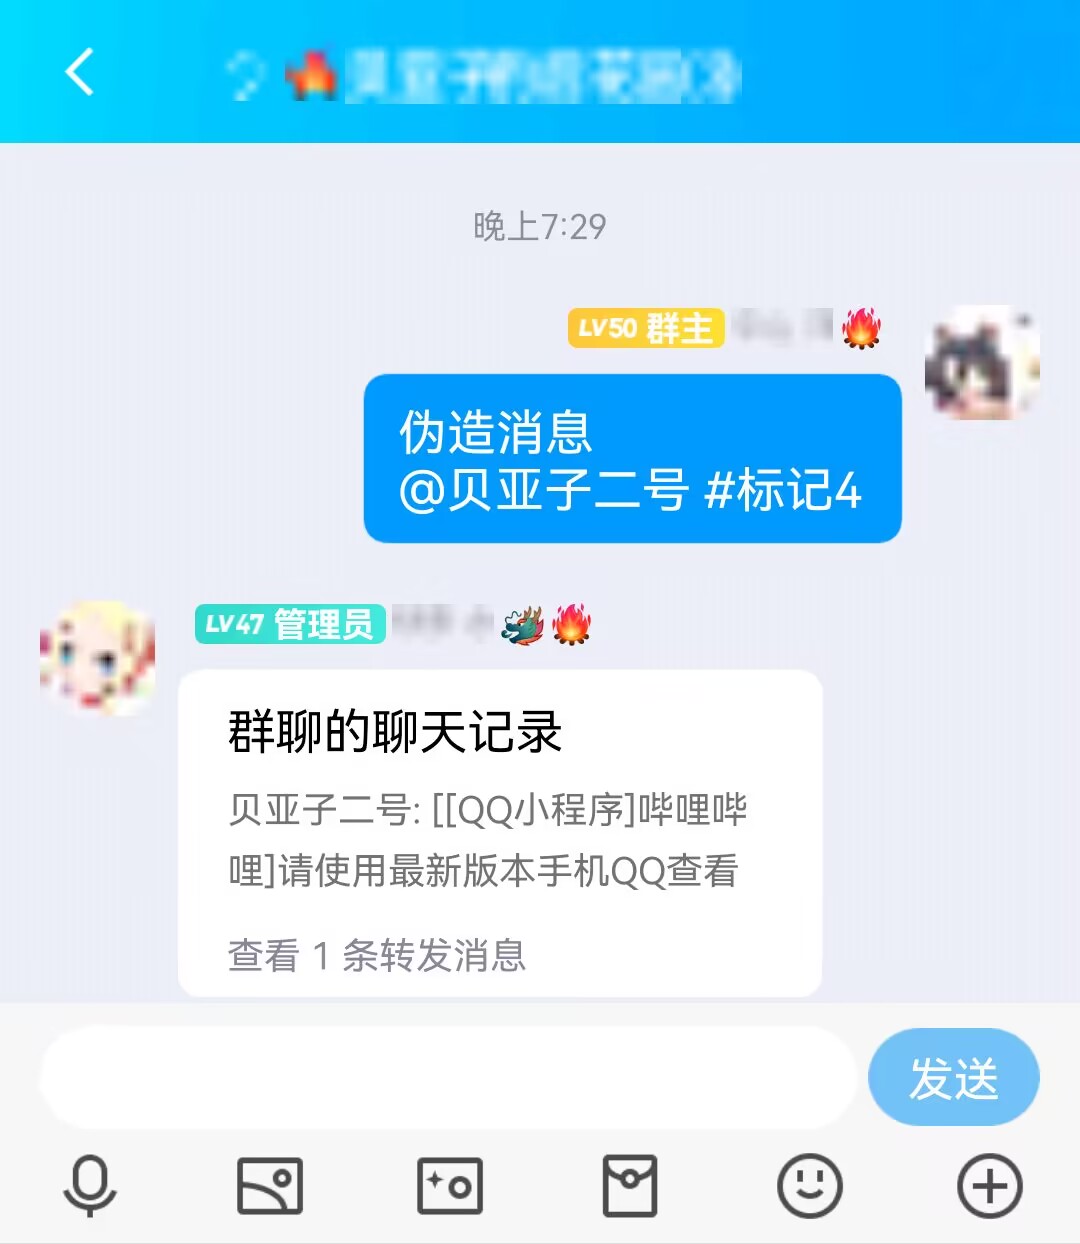 晚上7:29
LV50 群主
伪造消息
@贝亚子二号 #标记4
LV47 管理员
群聊的聊天记录
贝亚子二号: [[QQ小程序]哔哩哔
哩]请使用最新版本手机QQ查看
查看 1 条转发消息
发送